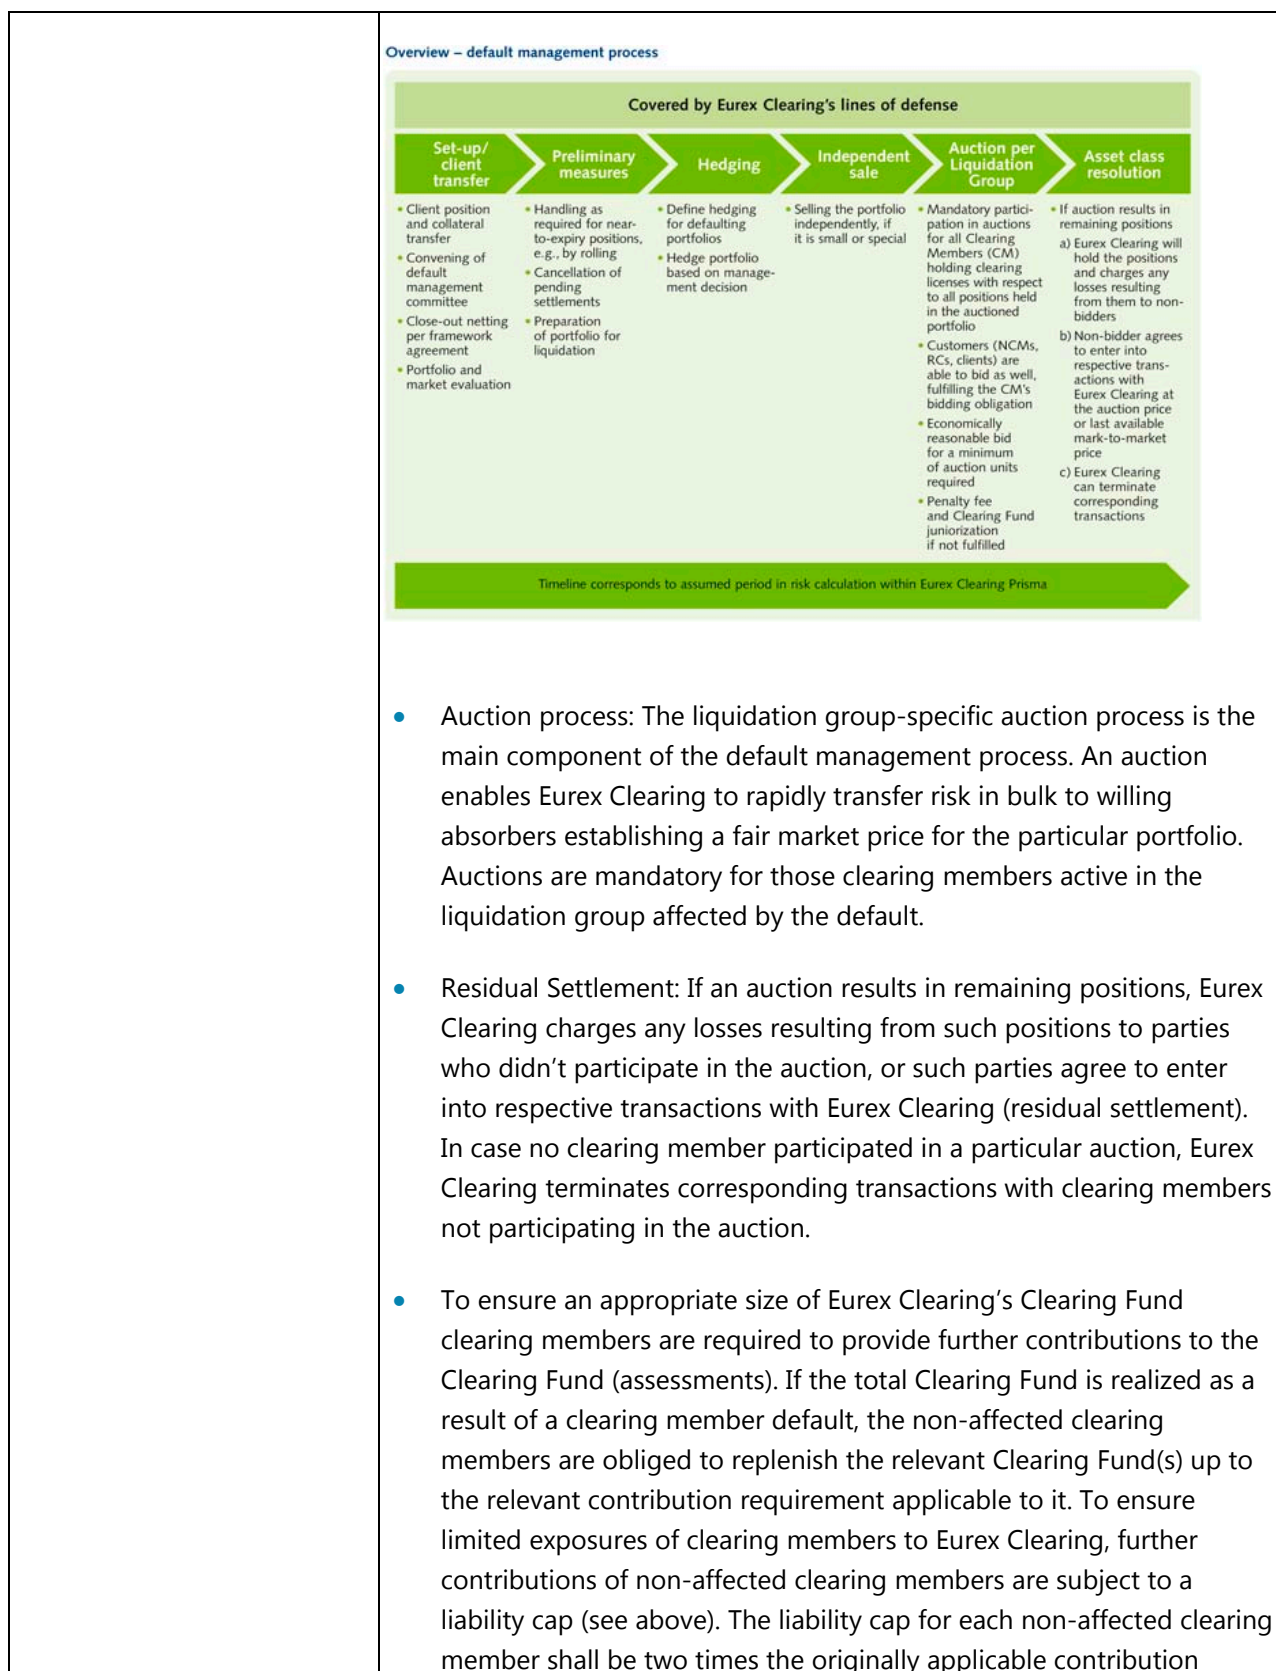 Overview – default management process
Covered by Eurex Clearing's lines of defense
Set-up/
client
transfer
Preliminary
measures
Hedging
Independent
sale
Auction per
Liquidation
Group
Asset class
resolution
• Client position
and collateral
transfer
• Convening of
default
management
committee
• Close-out netting
per framework
agreement
• Portfolio and
market evaluation
• Handling as
required for near-
to-expiry positions,
e.g., by rolling
• Cancellation of
pending
settlements
• Preparation
of portfolio for
liquidation
• Define hedging
for defaulting
portfolios
• Hedge portfolio
based on manage-
ment decision
• Selling the portfolio
independently, if
it is small or special
• Mandatory partici-
pation in auctions
for all Clearing
Members (CM)
holding clearing
licenses with respect
to all positions held
in the auctioned
portfolio
• Customers (NCMs,
RCs, clients) are
able to bid as well,
fulfilling the CM's
bidding obligation
• Economically
reasonable bid
for a minimum
of auction units
required
• Penalty fee
and Clearing Fund
juniorization
if not fulfilled
• If auction results in
remaining positions
a) Eurex Clearing will
hold the positions
and charges any
losses resulting
from them to non-
bidders
b) Non-bidder agrees
to enter into
respective trans-
actions with
Eurex Clearing at
the auction price
or last available
mark-to-market
price
c) Eurex Clearing
can terminate
corresponding
transactions
Timeline corresponds to assumed period in risk calculation within Eurex Clearing Prisma
• Auction process: The liquidation group-specific auction process is the
main component of the default management process. An auction
enables Eurex Clearing to rapidly transfer risk in bulk to willing
absorbers establishing a fair market price for the particular portfolio.
Auctions are mandatory for those clearing members active in the
liquidation group affected by the default.
• Residual Settlement: If an auction results in remaining positions, Eurex
Clearing charges any losses resulting from such positions to parties
who didn't participate in the auction, or such parties agree to enter
into respective transactions with Eurex Clearing (residual settlement).
In case no clearing member participated in a particular auction, Eurex
Clearing terminates corresponding transactions with clearing members
not participating in the auction.
• To ensure an appropriate size of Eurex Clearing's Clearing Fund
clearing members are required to provide further contributions to the
Clearing Fund (assessments). If the total Clearing Fund is realized as a
result of a clearing member default, the non-affected clearing
members are obliged to replenish the relevant Clearing Fund(s) up to
the relevant contribution requirement applicable to it. To ensure
limited exposures of clearing members to Eurex Clearing, further
contributions of non-affected clearing members are subject to a
liability cap (see above). The liability cap for each non-affected clearing
member shall be two times the originally applicable contribution